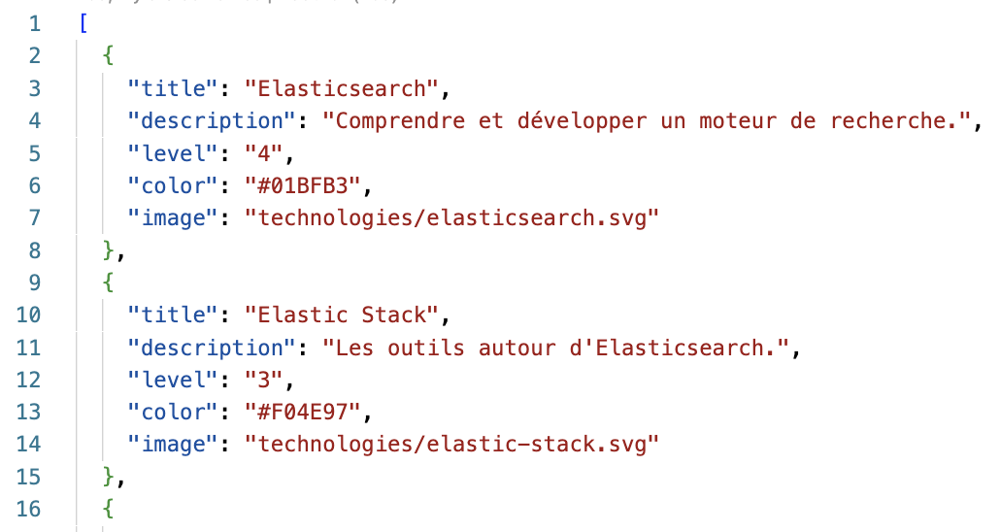 1 [
2 {
3 "title": "Elasticsearch",
4 "description": "Comprendre et développer un moteur de recherche.",
5 "level": "4",
6 "color": "#01BFB3",
7 "image": "technologies/elasticsearch.svg"
8 },
9 {
10 "title": "Elastic Stack",
11 "description": "Les outils autour d'Elasticsearch.",
12 "level": "3",
13 "color": "#F04E97",
14 "image": "technologies/elastic-stack.svg"
15 },
16 {